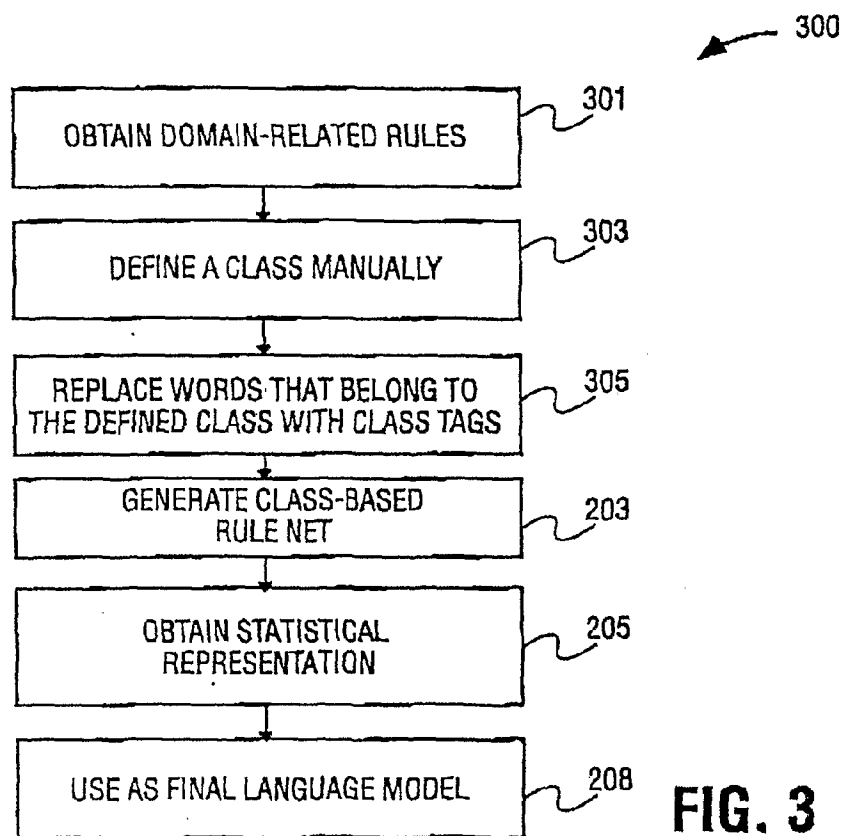 300
OBTAIN DOMAIN-RELATED RULES
301
DEFINE A CLASS MANUALLY
303
REPLACE WORDS THAT BELONG TO
THE DEFINED CLASS WITH CLASS TAGS
305
GENERATE CLASS-BASED
RULE NET
203
OBTAIN STATISTICAL
REPRESENTATION
205
USE AS FINAL LANGUAGE MODEL
208
FIG. 3